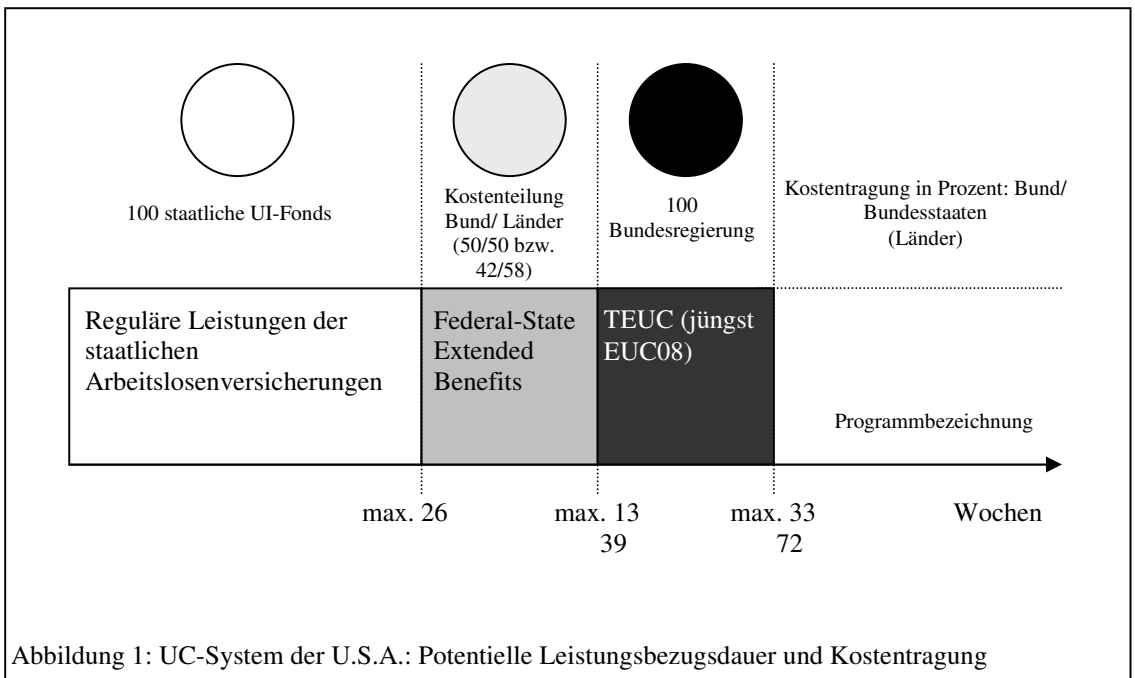 100 staatliche UI-Fonds
Kostenteilung
Bund/ Länder
(50/50 bzw.
42/58)
100
Bundesregierung
Kostentragung in Prozent: Bund/
Bundesstaaten
(Länder)
Reguläre Leistungen der
staatlichen
Arbeitslosenversicherungen
Federal-State
Extended
Benefits
TEUC (jüngst
EUC08)
Programmbezeichnung
max. 26
max. 13
39
max. 33
72
Wochen
Abbildung 1: UC-System der U.S.A.: Potentielle Leistungsbezugsdauer und Kostentragung